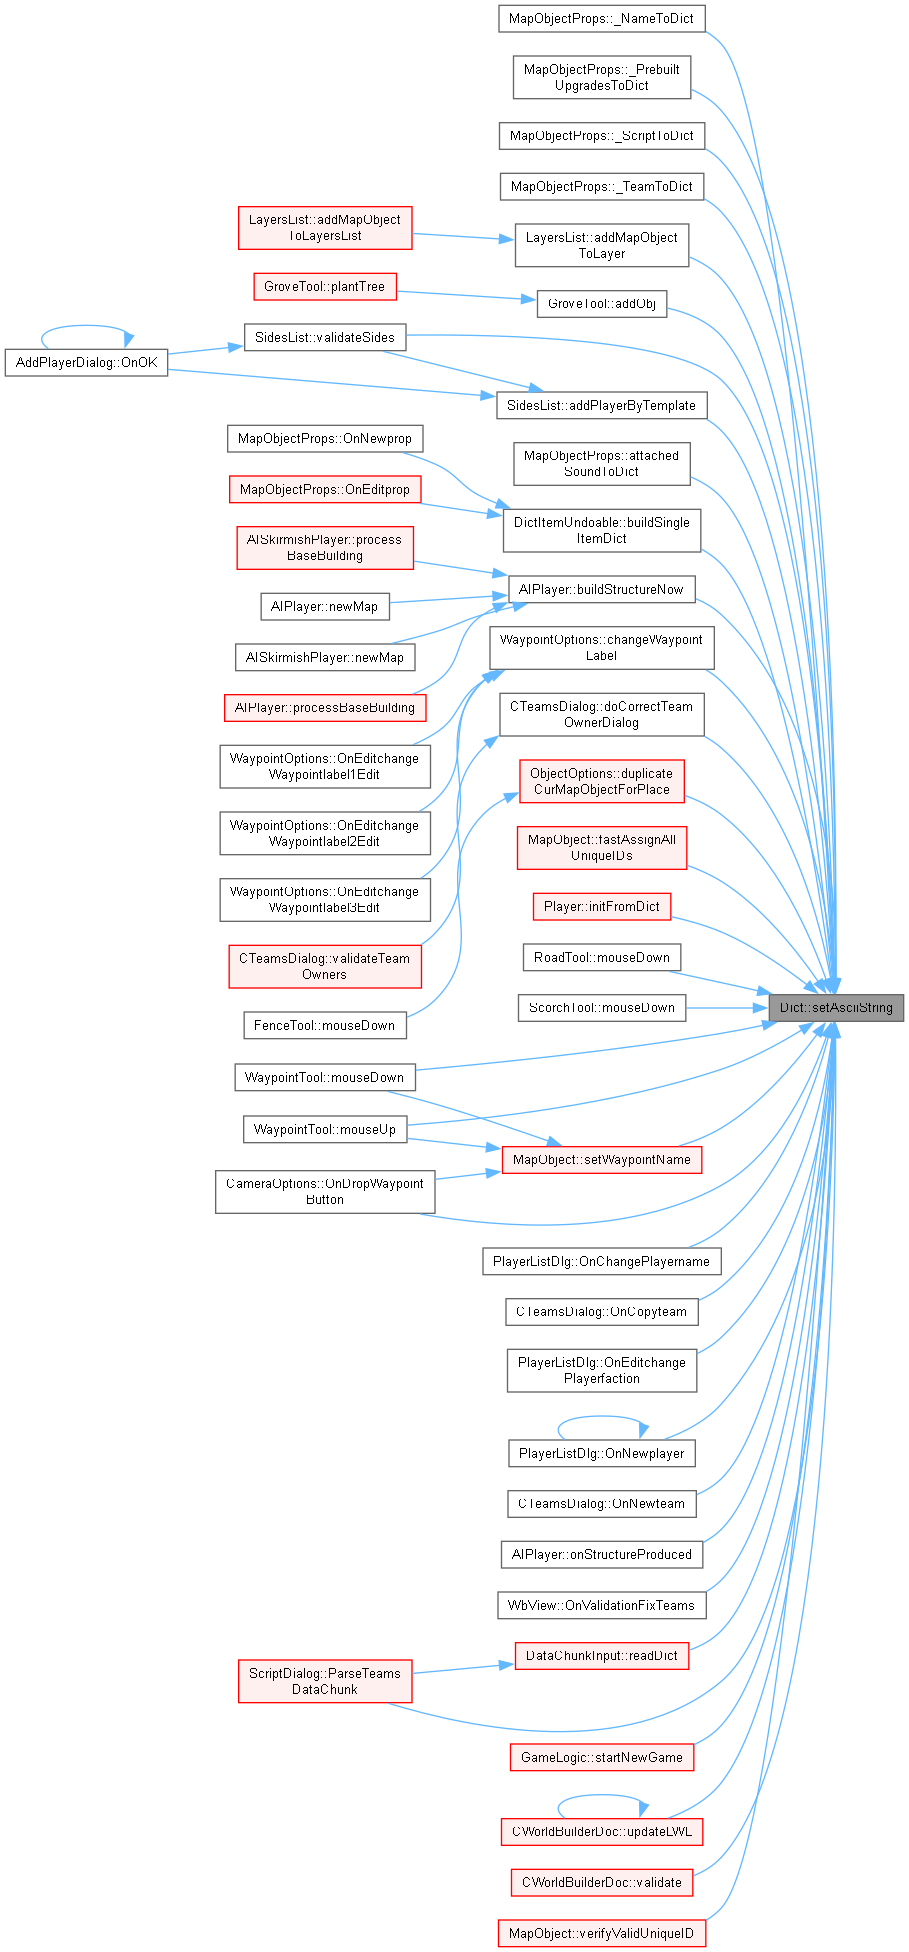 MapObjectProps::_NameToDict
MapObjectProps::_Prebuilt
UpgradesToDict
MapObjectProps::_ScriptToDict
MapObjectProps::_TeamToDict
LayersList::addMapObject
ToLayersList
LayersList::addMapObject
ToLayer
GroveTool::plantTree
GroveTool::addObj
SidesList::validateSides
AddPlayerDialog::OnOK
SidesList::addPlayerByTemplate
MapObjectProps::OnNewprop
MapObjectProps::attached
SoundToDict
MapObjectProps::OnEditprop
DictItemUndoable::buildSingle
ItemDict
AISkirmishPlayer::process
BaseBuilding
AIPlayer::buildStructureNow
AIPlayer::newMap
AISkirmishPlayer::newMap
WaypointOptions::changeWaypoint
Label
AIPlayer::processBaseBuilding
CTeamsDialog::doCorrectTeam
OwnerDialog
WaypointOptions::OnEditchange
Waypointlabel1Edit
ObjectOptions::duplicate
CurMapObjectForPlace
WaypointOptions::OnEditchange
Waypointlabel2Edit
MapObject::fastAssignAll
UniqueIDs
WaypointOptions::OnEditchange
Waypointlabel3Edit
Player::initFromDict
CTeamsDialog::validateTeam
Owners
RoadTool::mouseDown
ScorchTool::mouseDown
Dict::setAsciiString
FenceTool::mouseDown
WaypointTool::mouseDown
WaypointTool::mouseUp
MapObject::setWaypointName
CameraOptions::OnDropWaypoint
Button
PlayerListDlg::OnChangePlayername
CTeamsDialog::OnCopyteam
PlayerListDlg::OnEditchange
Playerfaction
PlayerListDlg::OnNewplayer
CTeamsDialog::OnNewteam
AIPlayer::onStructureProduced
WbView::OnValidationFixTeams
DataChunkInput::readDict
ScriptDialog::ParseTeams
DataChunk
GameLogic::startNewGame
CWorldBuilderDoc::updateLWL
CWorldBuilderDoc::validate
MapObject::verifyValidUniqueID